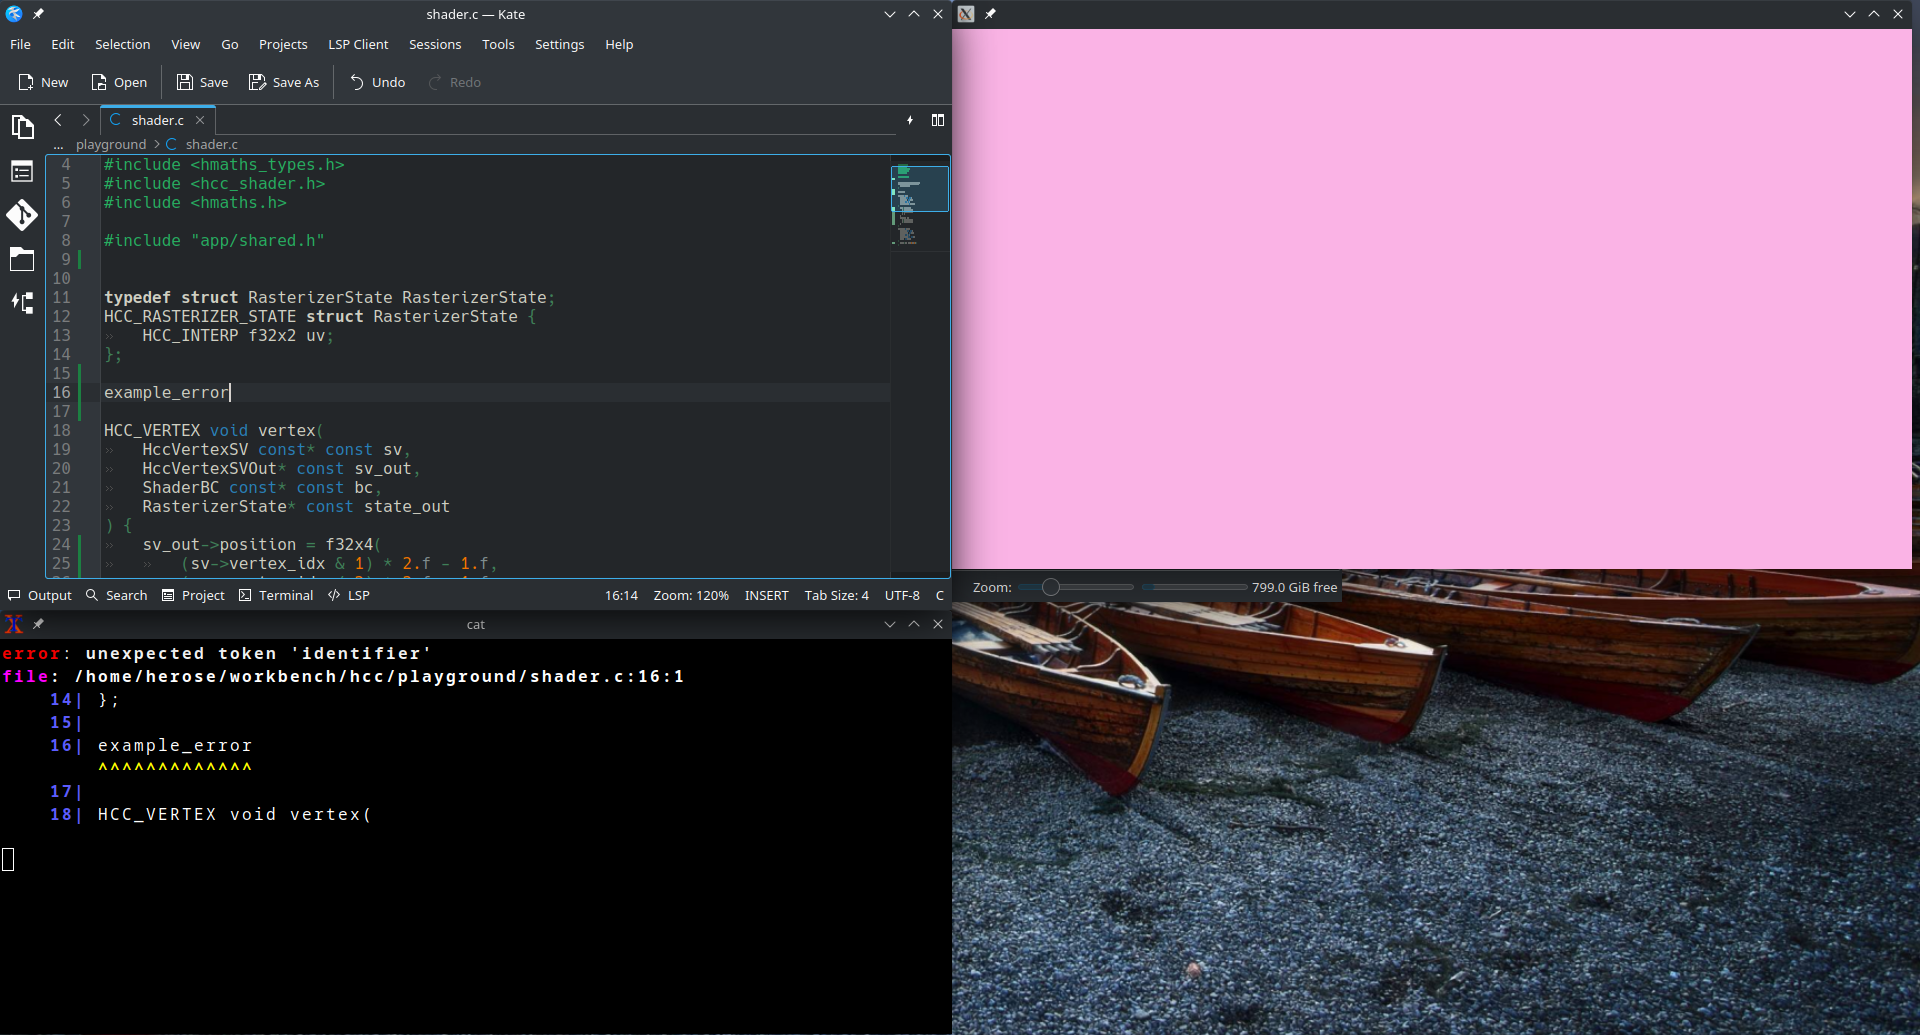 shader.c — Kate
File Edit Selection View Go Projects LSP Client Sessions Tools Settings Help
New Open Save Save As Undo Redo
shader.c
... playground > shader.c
4 #include <hmaths_types.h>
5 #include <hcc_shader.h>
6 #include <hmaths.h>
7
8 #include "app/shared.h"
9
10
11 typedef struct RasterizerState RasterizerState;
12 HCC_RASTERIZER_STATE struct RasterizerState {
13 » HCC_INTERP f32x2 uv;
14 };
15
16 example_error
17
18 HCC_VERTEX void vertex(
19 » HccVertexSV const* const sv,
20 » HccVertexSVOut* const sv_out,
21 » ShaderBC const* const bc,
22 » RasterizerState* const state_out
23 ) {
24 » sv_out->position = f32x4(
25 » » (sv->vertex_idx & 1) * 2.f - 1.f,
Output Search Project Terminal </> LSP 16:14 Zoom: 120% INSERT Tab Size: 4 UTF-8 C
Zoom: 799.0 GiB free
cat
error: unexpected token 'identifier'
file: /home/herose/workbench/hcc/playground/shader.c:16:1
14| };
15|
16| example_error
^^^^^^^^^^^^^
17|
18| HCC_VERTEX void vertex(